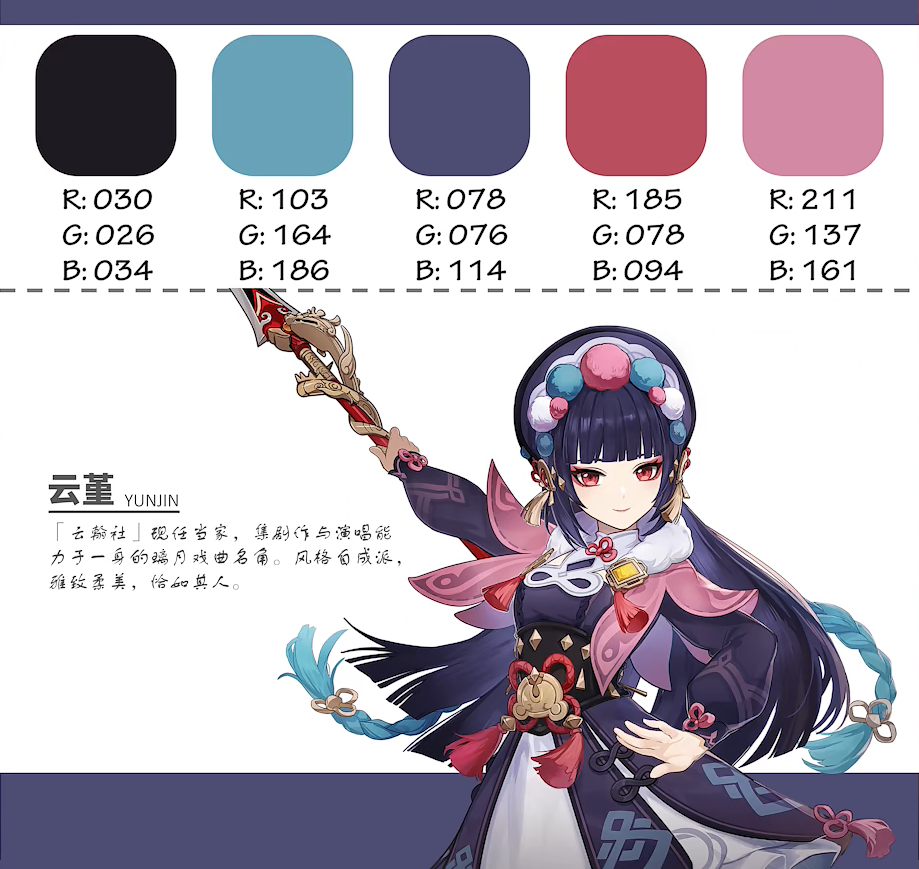 R: 030 R: 103 R: 078 R: 185 R: 211
G: 026 G: 164 G: 076 G: 078 G: 137
B: 034 B: 186 B: 114 B: 094 B: 161
云堇 YUNJIN
「云翰社」现任当家，集剧作与演唱能
力于一身的璃月戏曲名角。风格自成派，
雅致柔美，恰如其人。